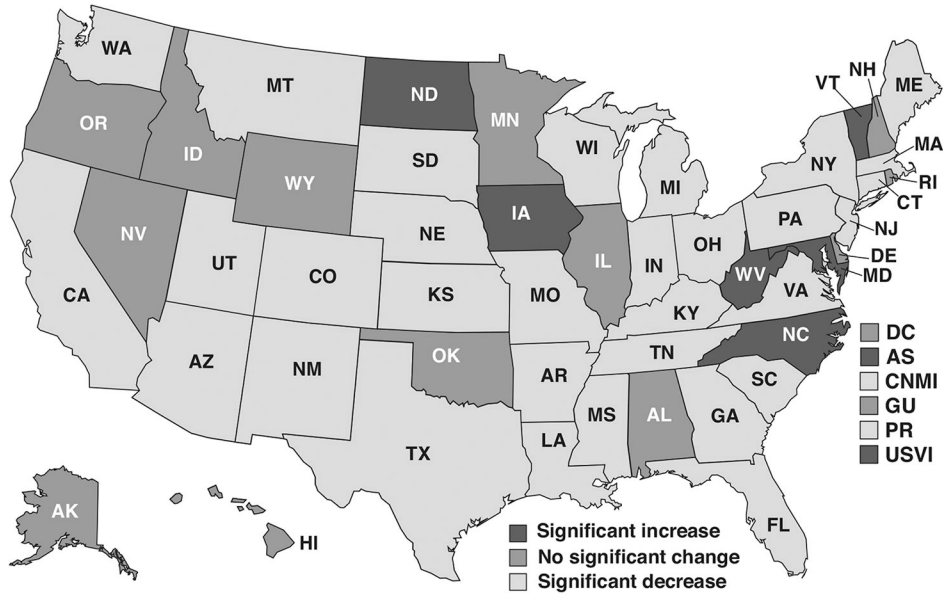 WA
MT
ND
MN
OR
ID
WY
SD
WI
MI
NY
VT
NH
ME
MA
RI
CT
NJ
DE
MD
NV
UT
CO
NE
IA
IL
IN
OH
PA
WV
VA
CA
KS
MO
KY
AZ
NM
OK
AR
TN
NC
SC
TX
LA
MS
AL
GA
FL
AK
HI
DC
AS
CNMI
GU
PR
USVI
Significant increase
No significant change
Significant decrease